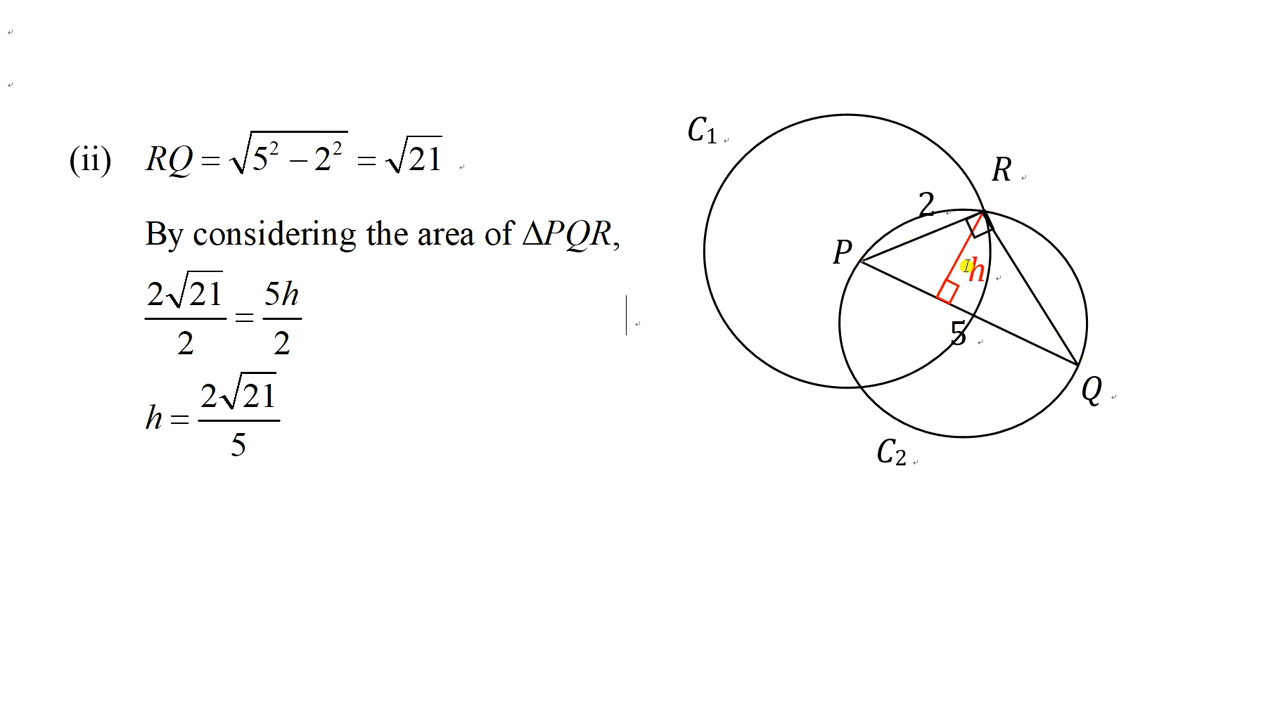 (ii) RQ = √(5² − 2²) = √21
By considering the area of ΔPQR,
2√21/2 = 5h/2
h = 2√21/5
C₁
R
2
P
h
5
Q
C₂